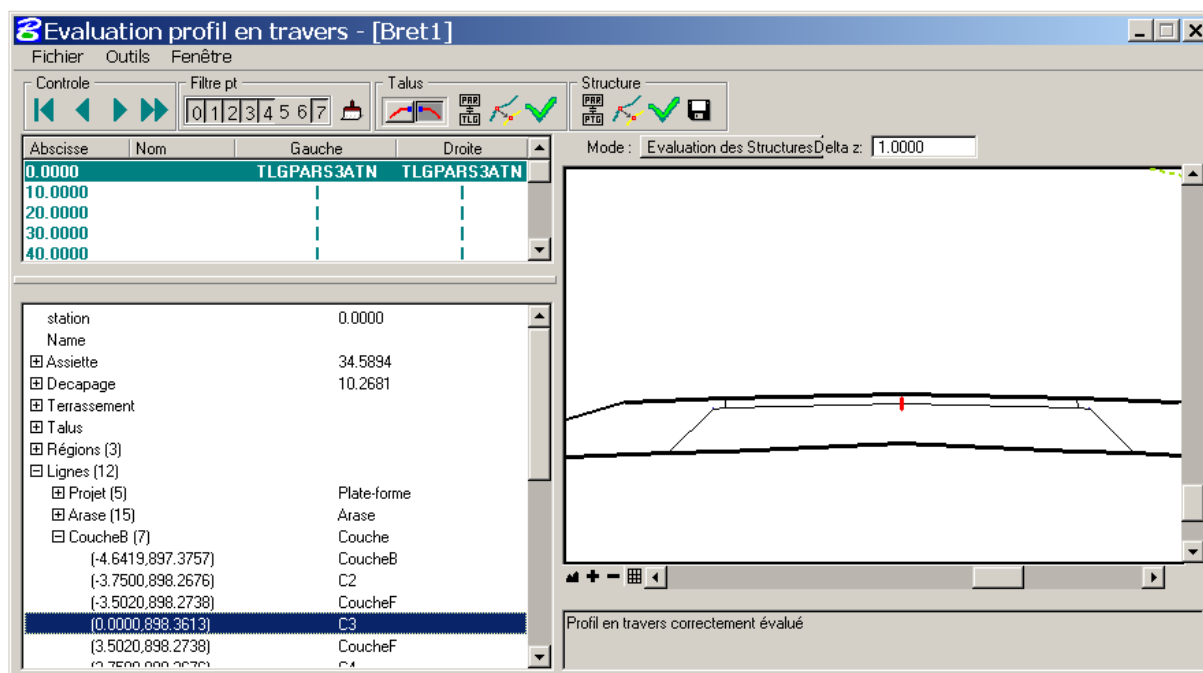 Evaluation profil en travers - [Bret1]
Fichier Outils Fenêtre
Controle Filtre pt Talus Structure
0 1 2 3 4 5 6 7
PAR TLG PAR PTG
Mode : Evaluation des Structures Delta z: 1.0000
Abscisse Nom Gauche Droite
0.0000 TLGPARS3ATN TLGPARS3ATN
10.0000
20.0000
30.0000
40.0000
station 0.0000
Name
Assiette 34.5894
Decapage 10.2681
Terrassement
Talus
Régions (3)
Lignes (12)
Projet (5) Plate-forme
Arase (15) Arase
CoucheB (7) Couche
(-4.6419,897.3757) CoucheB
(-3.7500,898.2676) C2
(-3.5020,898.2738) CoucheF
(0.0000,898.3613) C3
(3.5020,898.2738) CoucheF
Profil en travers correctement évalué